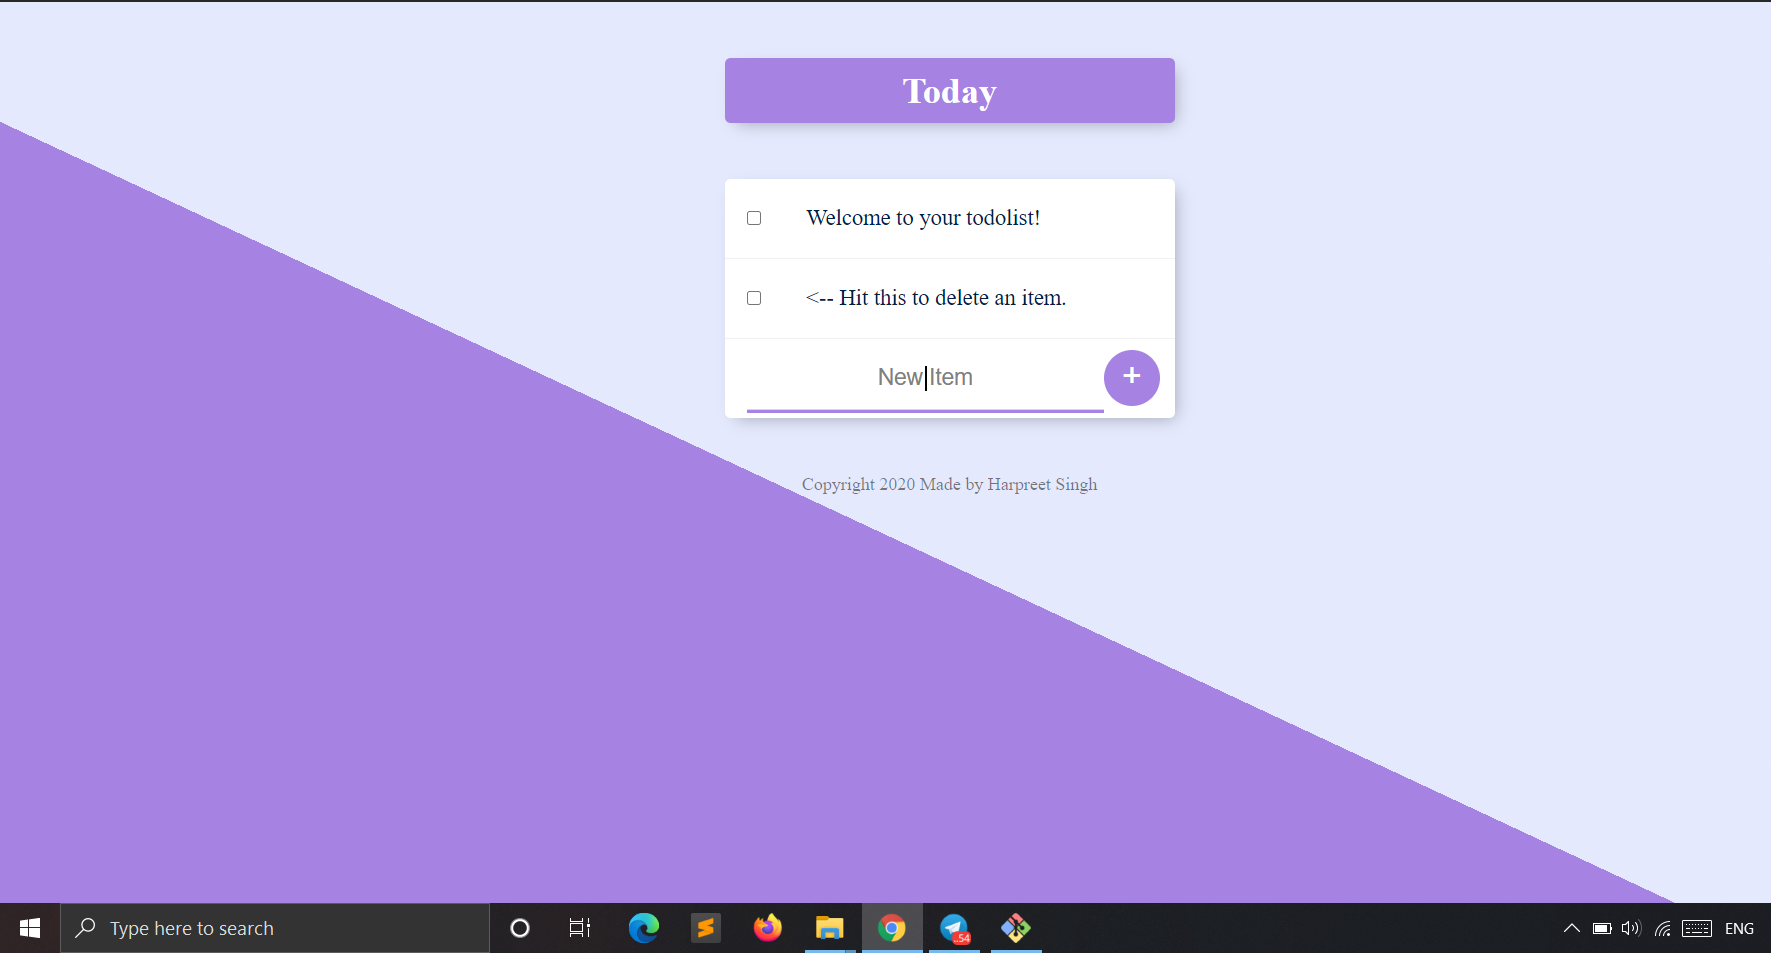 Today
Welcome to your todolist!
<-- Hit this to delete an item.
New Item
+
Copyright 2020 Made by Harpreet Singh
Type here to search
..54
ENG